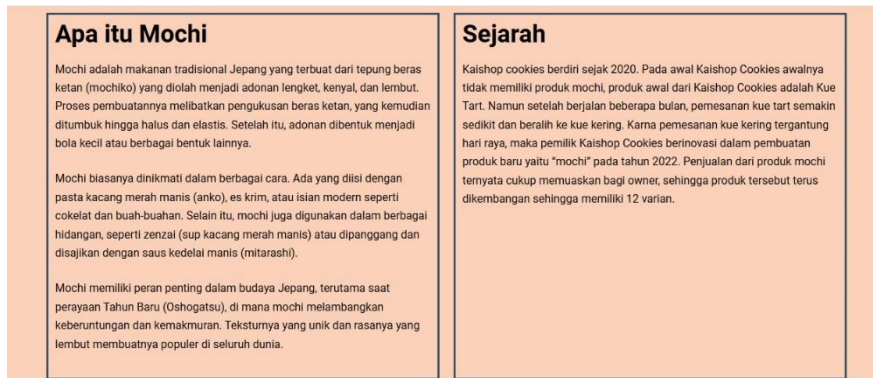 Apa itu Mochi
Mochi adalah makanan tradisional Jepang yang terbuat dari tepung beras
ketan (mochiko) yang diolah menjadi adonan lengket, kenyal, dan lembut.
Proses pembuatannya melibatkan pengukusan beras ketan, yang kemudian
ditumbuk hingga halus dan elastis. Setelah itu, adonan dibentuk menjadi
bola kecil atau berbagai bentuk lainnya.
Mochi biasanya dinikmati dalam berbagai cara. Ada yang diisi dengan
pasta kacang merah manis (anko), es krim, atau isian modern seperti
cokelat dan buah-buahan. Selain itu, mochi juga digunakan dalam berbagai
hidangan, seperti zenzai (sup kacang merah manis) atau dipanggang dan
disajikan dengan saus kedelai manis (mitarashi).
Mochi memiliki peran penting dalam budaya Jepang, terutama saat
perayaan Tahun Baru (Oshogatsu), di mana mochi melambangkan
keberuntungan dan kemakmuran. Teksturnya yang unik dan rasanya yang
lembut membuatnya populer di seluruh dunia.
Sejarah
Kaishop cookies berdiri sejak 2020. Pada awal Kaishop Cookies awalnya
tidak memiliki produk mochi, produk awal dari Kaishop Cookies adalah Kue
Tart. Namun setelah berjalan beberapa bulan, pemesanan kue tart semakin
sedikit dan beralih ke kue kering. Karna pemesanan kue kering tergantung
hari raya, maka pemilik Kaishop Cookies berinovasi dalam pembuatan
produk baru yaitu “mochi” pada tahun 2022. Penjualan dari produk mochi
ternyata cukup memuaskan bagi owner, sehingga produk tersebut terus
dikembangan sehingga memiliki 12 varian.